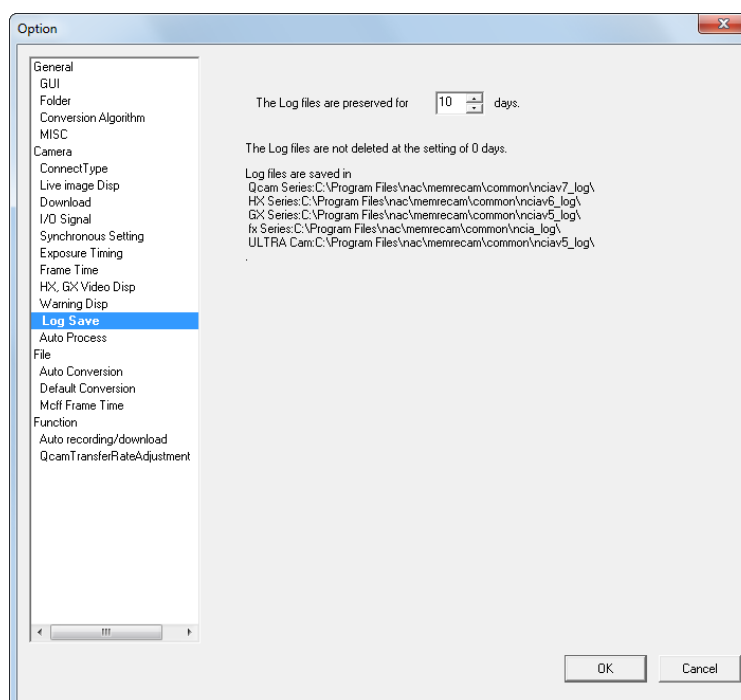 Option
General
GUI
Folder
Conversion Algorithm
MISC
Camera
ConnectType
Live image Disp
Download
I/O Signal
Synchronous Setting
Exposure Timing
Frame Time
HX, GX Video Disp
Warning Disp
Log Save
Auto Process
File
Auto Conversion
Default Conversion
Mcff Frame Time
Function
Auto recording/download
QcamTransferRateAdjustment
The Log files are preserved for 10 days.
The Log files are not deleted at the setting of 0 days.
Log files are saved in
Qcam Series:C:\Program Files\nac\memrecam\common\nciav7_log\
HX Series:C:\Program Files\nac\memrecam\common\nciav6_log\
GX Series:C:\Program Files\nac\memrecam\common\nciav5_log\
fx Series:C:\Program Files\nac\memrecam\common\ncia_log\
ULTRA Cam:C:\Program Files\nac\memrecam\common\nciav5_log\
.
OK
Cancel